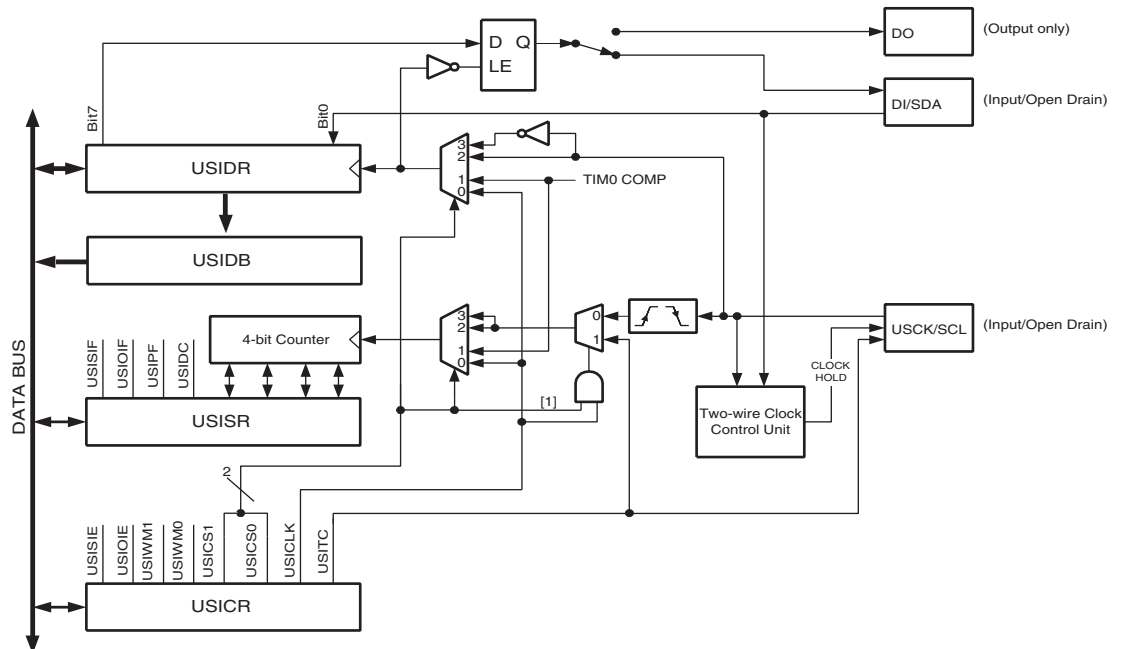 DO
(Output only)
D Q
LE
DI/SDA
(Input/Open Drain)
Bit7
Bit0
USIDR
3
2
1
0
TIM0 COMP
USIDB
DATA BUS
4-bit Counter
3
2
1
0
0
1
USCK/SCL
(Input/Open Drain)
CLOCK
HOLD
USISIF
USIOIF
USIPF
USIDC
[1]
USISR
Two-wire Clock
Control Unit
2
USISIE
USIOIE
USIWM1
USIWM0
USICS1
USICS0
USICLK
USITC
USICR